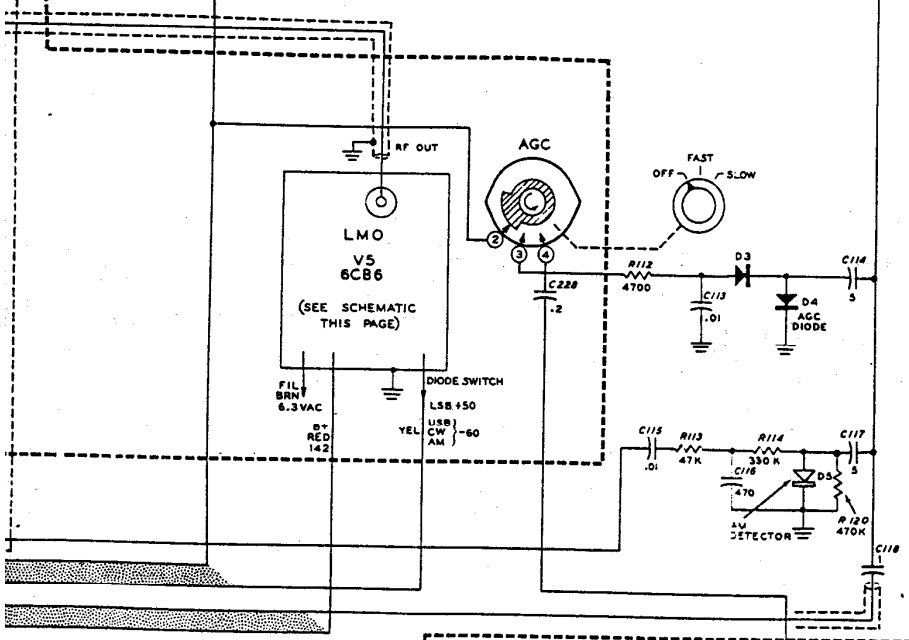 RF OUT
AGC
FAST
OFF
SLOW
LMO
V5
6CB6
(SEE SCHEMATIC
THIS PAGE)
2
3
4
R112
4700
C228
.2
C113
.01
D3
D4
AGC
DIODE
C114
5
FIL
BRN
6.3VAC
B+
RED
142
DIODE SWITCH
LSB +50
YEL
USB
CW
AM
-60
C115
.01
R113
47K
C116
470
R114
330K
C117
5
D5
AM
DETECTOR
R120
470K
C118